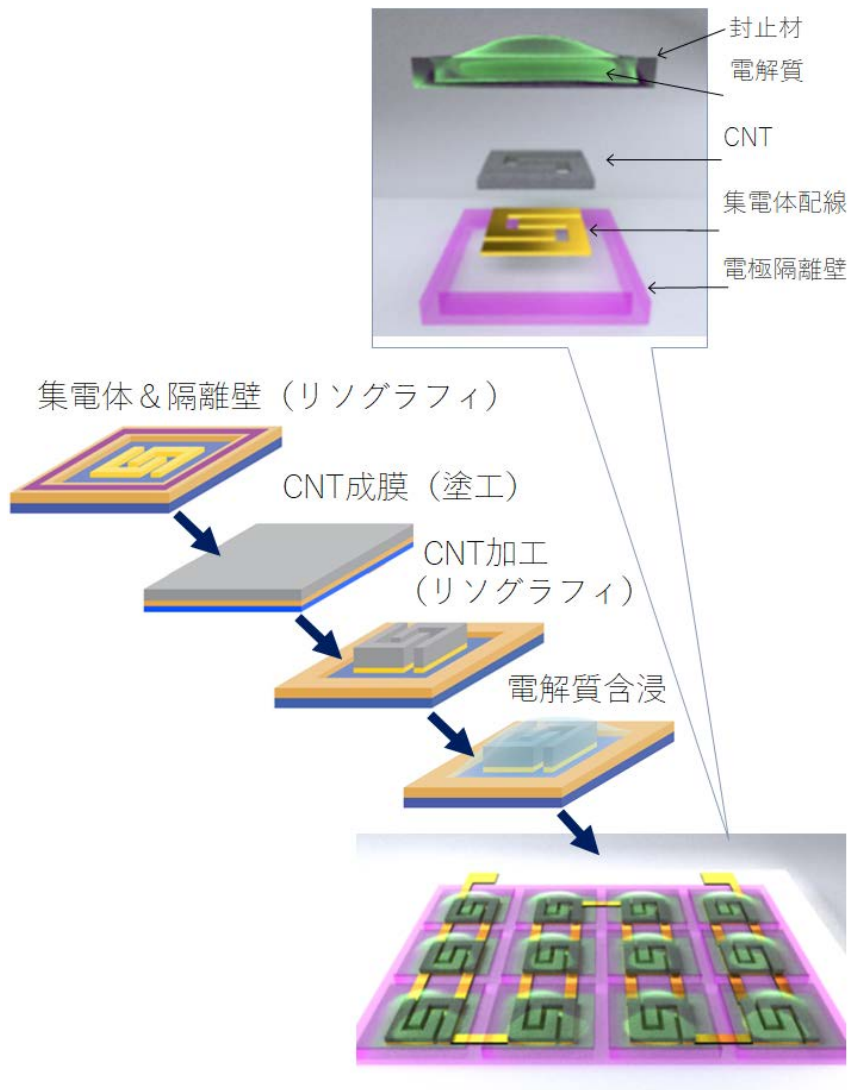 封止材
電解質
CNT
集電体配線
電極隔離壁
集電体＆隔離壁（リソグラフィ）
CNT成膜（塗工）
CNT加工
（リソグラフィ）
電解質含浸